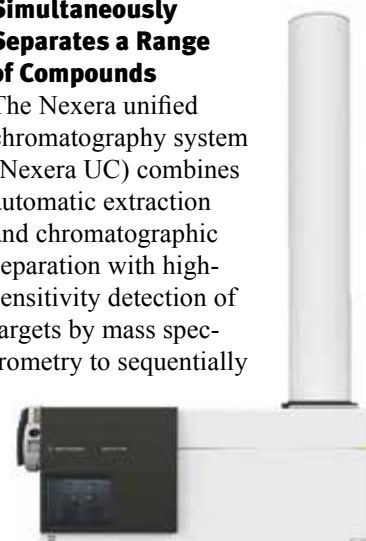 Simultaneously
Separates a Range
of Compounds
The Nexera unified
chromatography system
Nexera UC) combines
automatic extraction
and chromatographic
separation with high-
sensitivity detection of
targets by mass spec-
trometry to sequentially